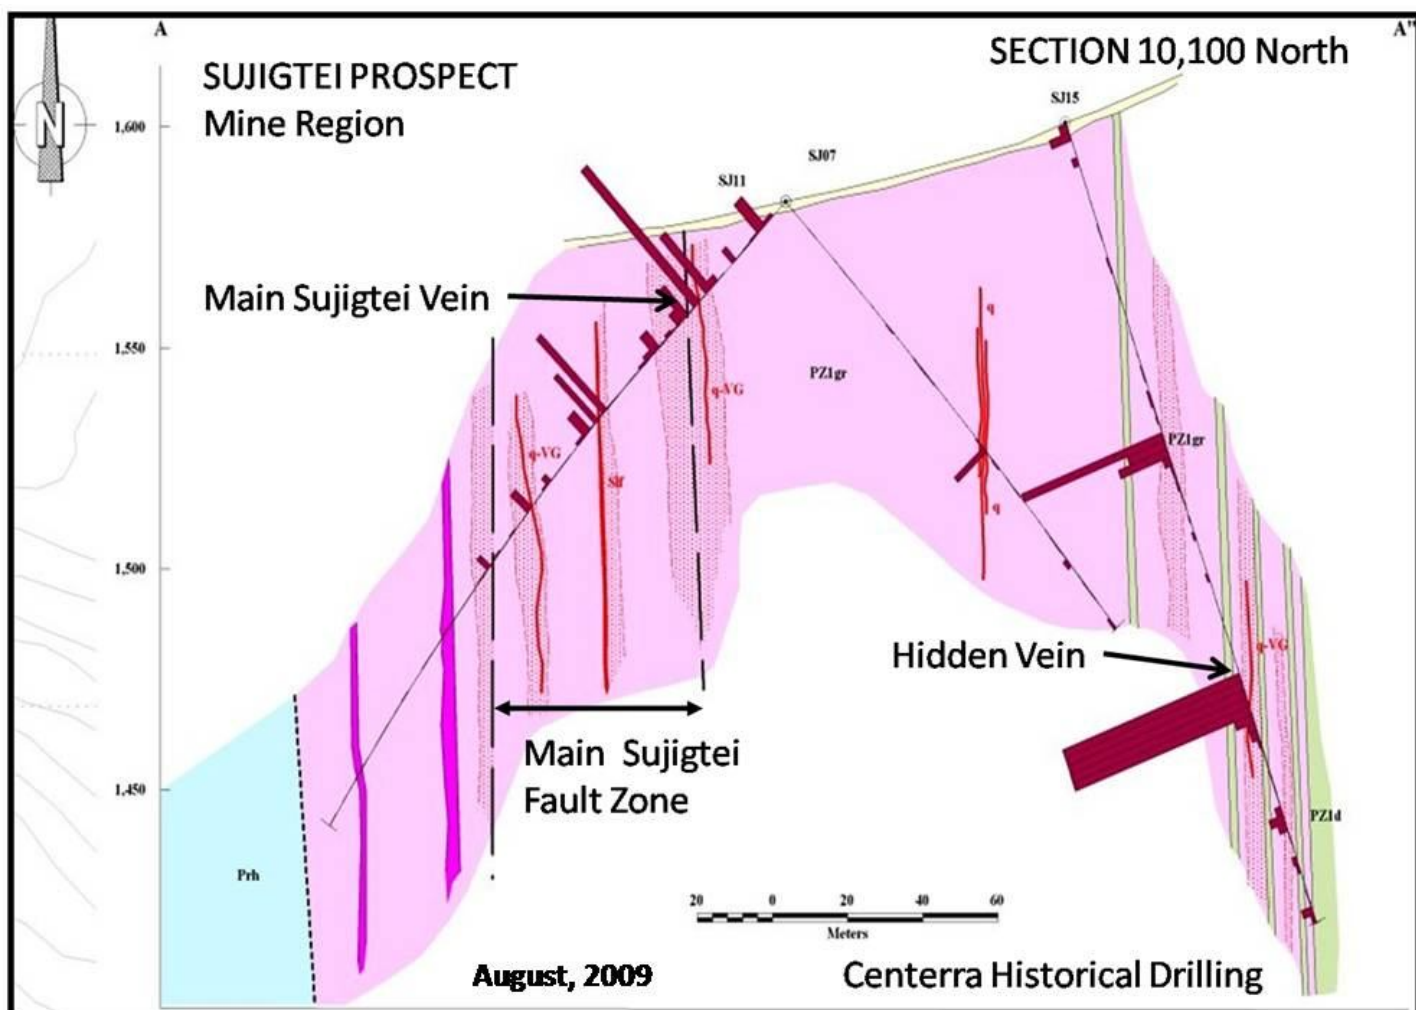 A
A"
SUJIGTEI PROSPECT
Mine Region
SECTION 10,100 North
N
SJ15
1,600
SJ07
SJ11
Main Sujigtei Vein
q
1,550
PZ1gr
q-VG
PZ1gr
q-VG
Slf
q
1,500
Hidden Vein
q-VG
Main Sujigtei
Fault Zone
1,450
PZ1d
Prh
20 0 20 40 60
Meters
August, 2009
Centerra Historical Drilling